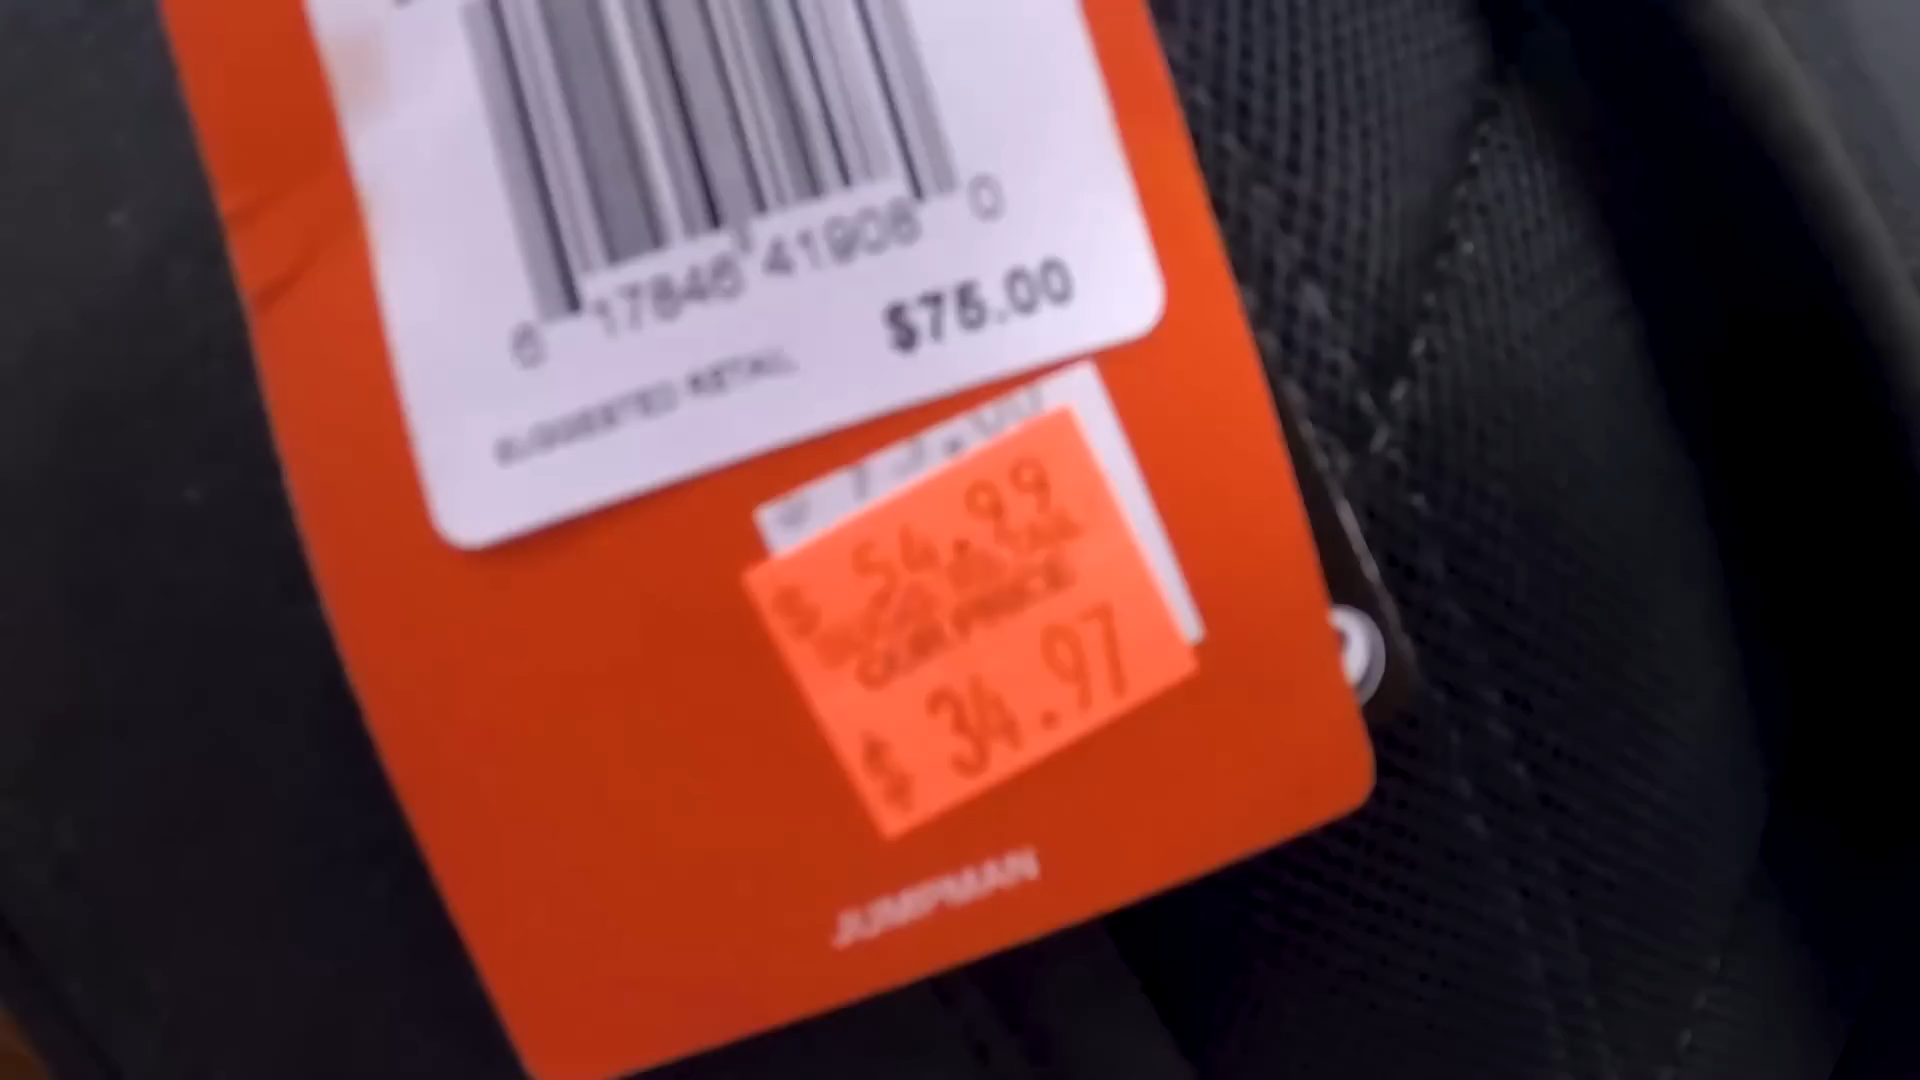 6 17846 41908 0
$75.00
SUGGESTED RETAIL
$ 54.99
OUR PRICE
$ 34.97
JUMPMAN